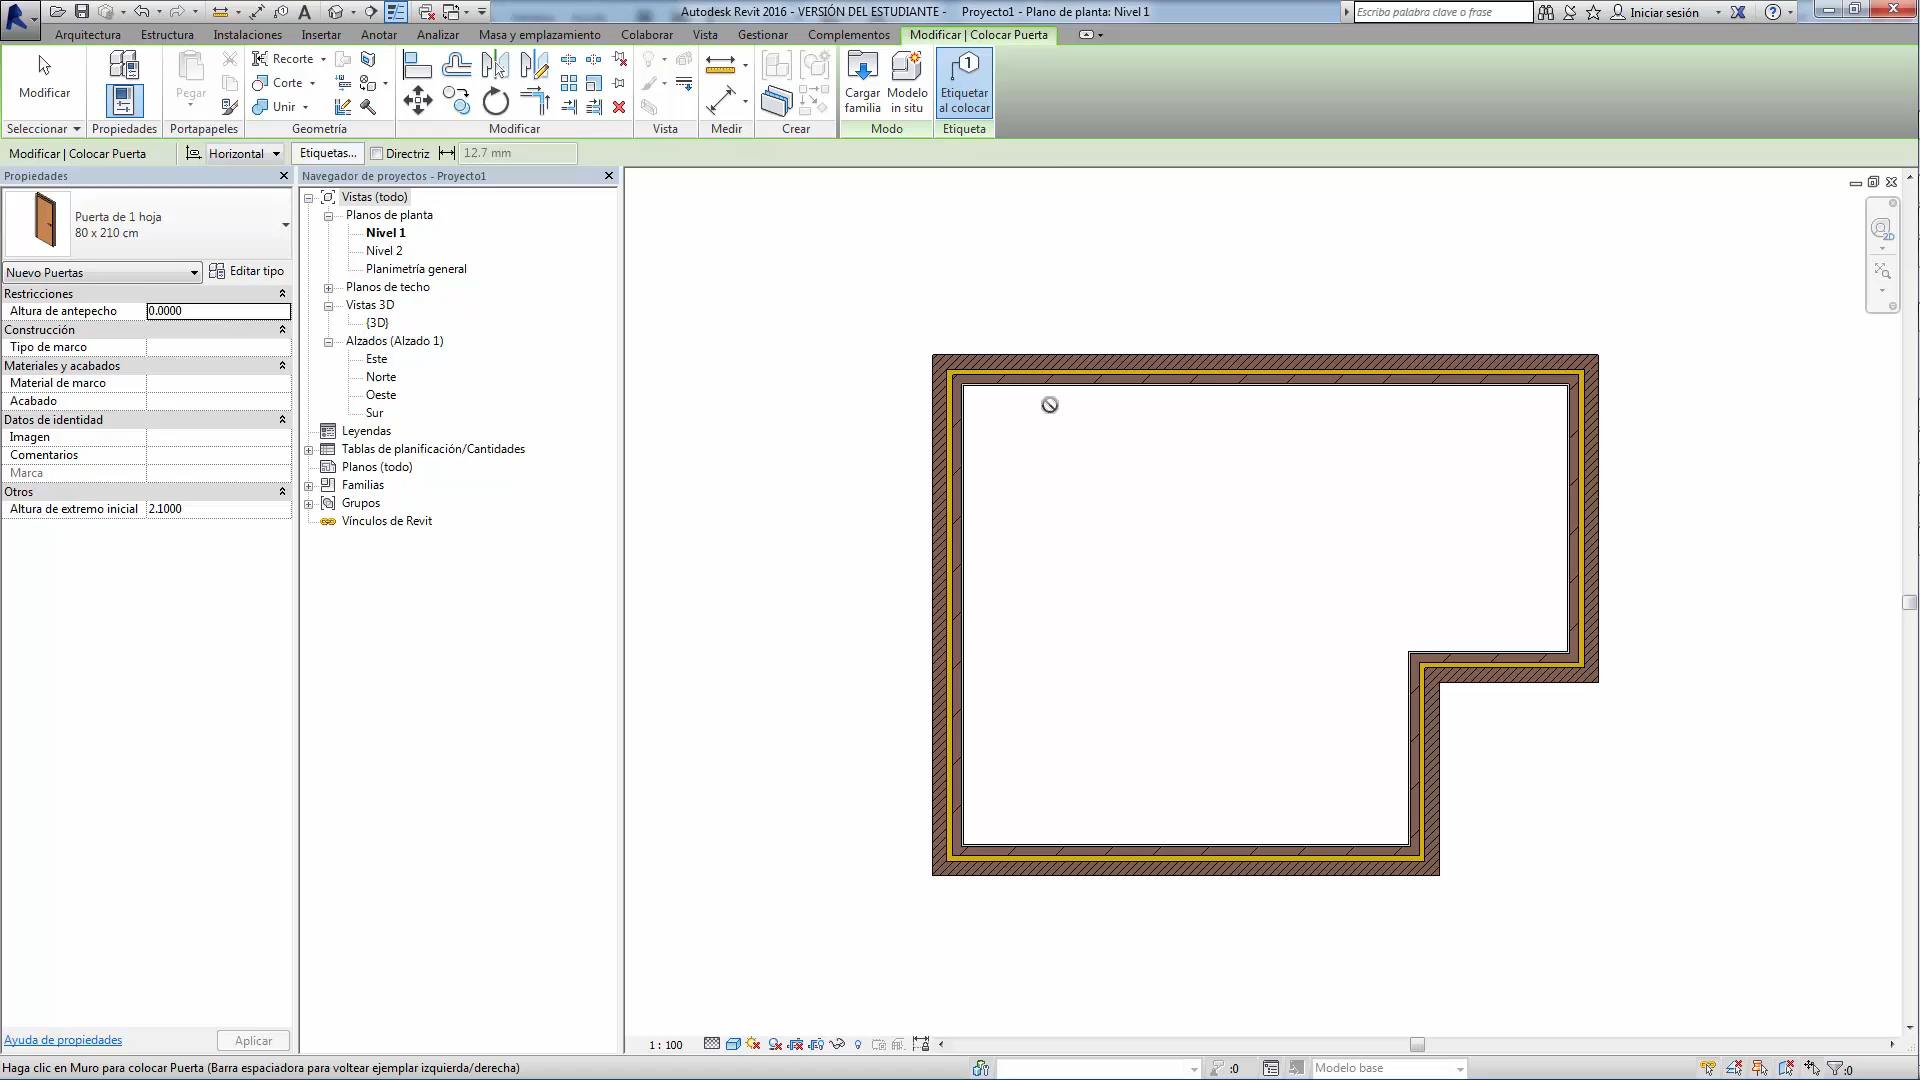 Autodesk Revit 2016 - VERSIÓN DEL ESTUDIANTE - Proyecto1 - Plano de planta: Nivel 1
Escriba palabra clave o frase
Iniciar sesión
Arquitectura Estructura Instalaciones Insertar Anotar Analizar Masa y emplazamiento Colaborar Vista Gestionar Complementos Modificar | Colocar Puerta
Modificar
Pegar
Recorte
Corte
Unir
Cargar familia
Modelo in situ
Etiquetar al colocar
Seleccionar Propiedades Portapapeles Geometría Modificar Vista Medir Crear Modo Etiqueta
Modificar | Colocar Puerta Horizontal Etiquetas... Directriz 12.7 mm
Propiedades
Puerta de 1 hoja
80 x 210 cm
Nuevo Puertas Editar tipo
Restricciones
Altura de antepecho 0.0000
Construcción
Tipo de marco
Materiales y acabados
Material de marco
Acabado
Datos de identidad
Imagen
Comentarios
Marca
Otros
Altura de extremo inicial 2.1000
Ayuda de propiedades Aplicar
Navegador de proyectos - Proyecto1
Vistas (todo)
Planos de planta
Nivel 1
Nivel 2
Planimetría general
Planos de techo
Vistas 3D
{3D}
Alzados (Alzado 1)
Este
Norte
Oeste
Sur
Leyendas
Tablas de planificación/Cantidades
Planos (todo)
Familias
Grupos
Vínculos de Revit
2D
1 : 100
Haga clic en Muro para colocar Puerta (Barra espaciadora para voltear ejemplar izquierda/derecha)
:0
Modelo base
:0